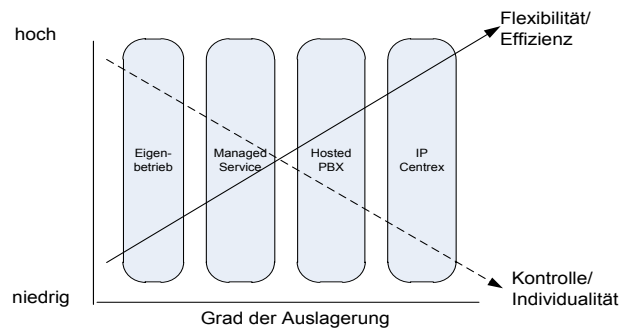 Flexibilität/
Effizienz
hoch
Eigen-
betrieb
Managed
Service
Hosted
PBX
IP
Centrex
Kontrolle/
Individualität
niedrig
Grad der Auslagerung